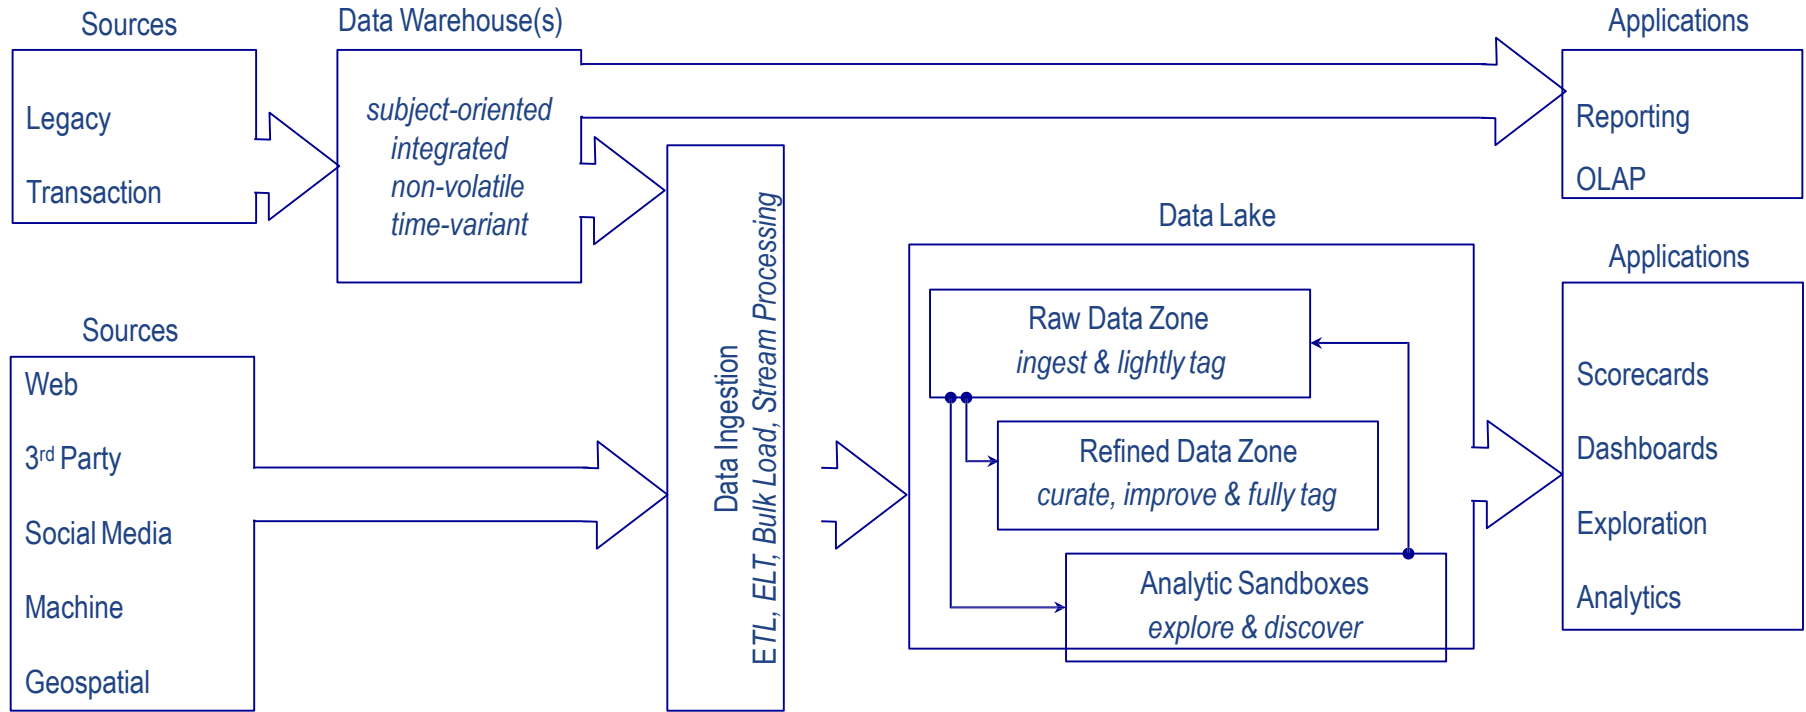 Sources
Legacy
Transaction
Data Warehouse(s)
subject-oriented
integrated
non-volatile
time-variant
Applications
Reporting
OLAP
Sources
Web
3rd Party
Social Media
Machine
Geospatial
Data Ingestion
ETL, ELT, Bulk Load, Stream Processing
Data Lake
Raw Data Zone
ingest & lightly tag
Refined Data Zone
curate, improve & fully tag
Analytic Sandboxes
explore & discover
Applications
Scorecards
Dashboards
Exploration
Analytics